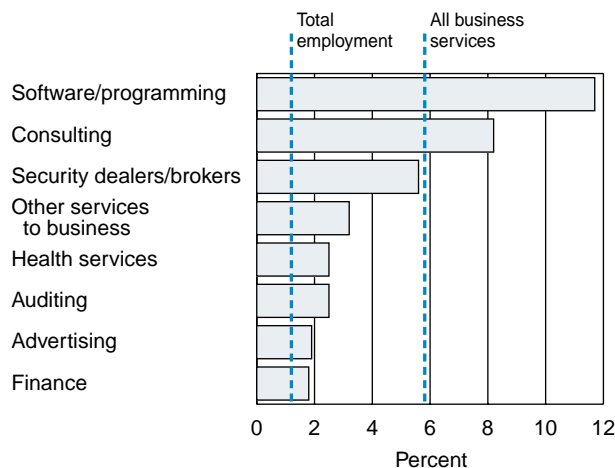 Total
employment
All business
services
Software/programming
Consulting
Security dealers/brokers
Other services
to business
Health services
Auditing
Advertising
Finance
0 2 4 6 8 10 12
Percent